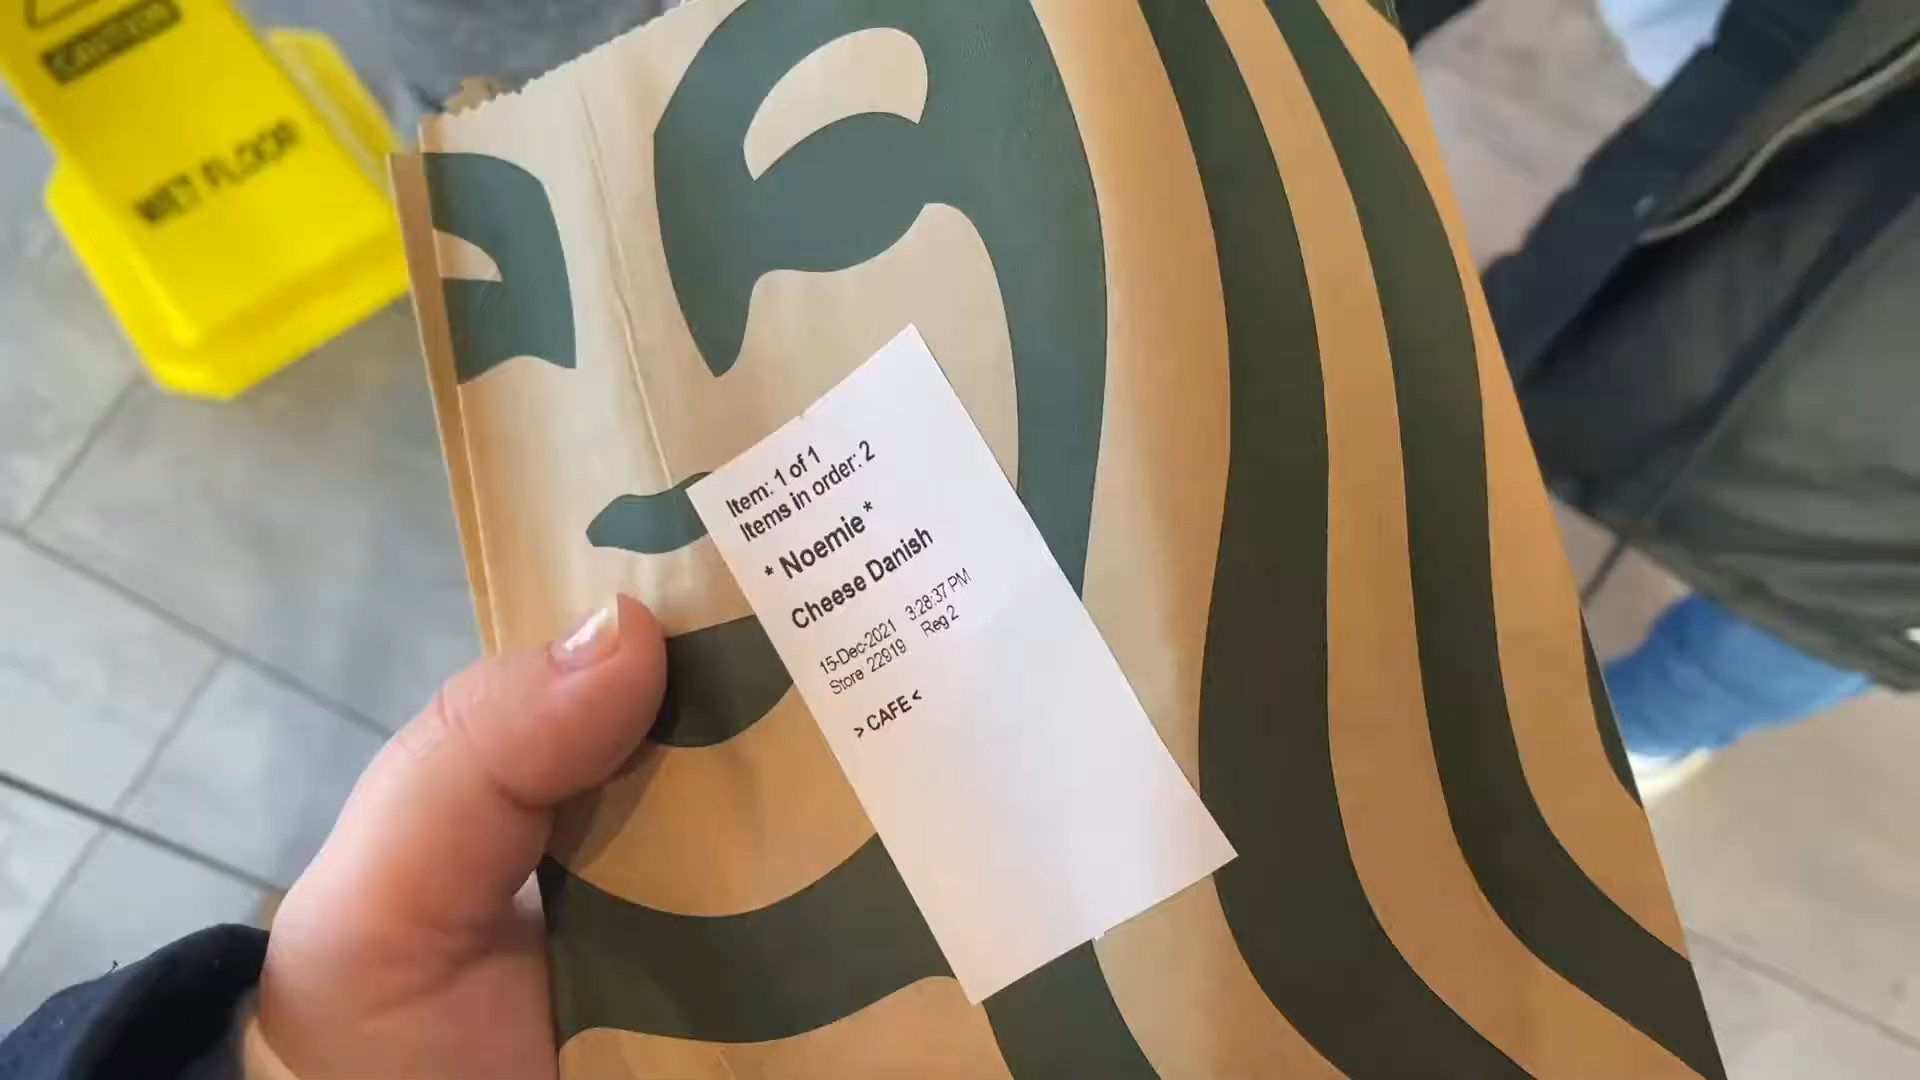 CAUTION
WET FLOOR
Item: 1 of 1
Items in order: 2
* Noemie *
Cheese Danish
15-Dec-2021 3:28:37 PM
Store 22919 Reg 2
> CAFE <